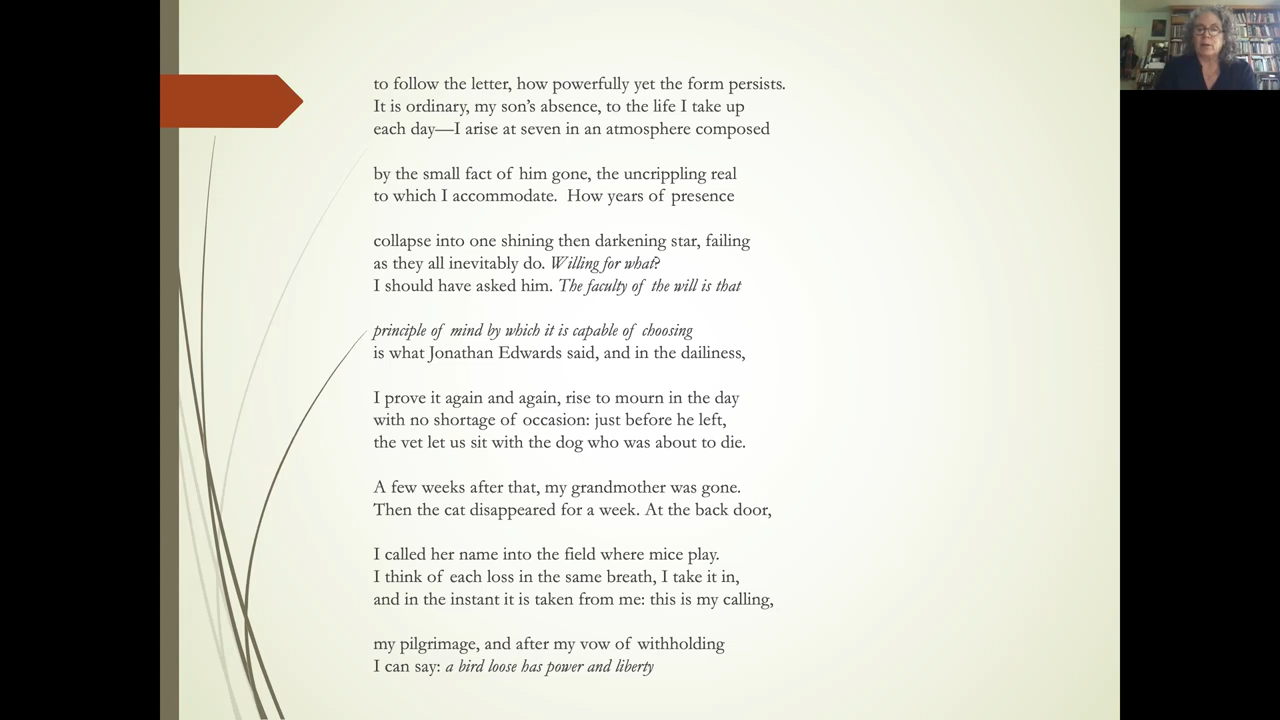 to follow the letter, how powerfully yet the form persists.
It is ordinary, my son’s absence, to the life I take up
each day—I arise at seven in an atmosphere composed
by the small fact of him gone, the uncrippling real
to which I accommodate.  How years of presence
collapse into one shining then darkening star, failing
as they all inevitably do. Willing for what?
I should have asked him. The faculty of the will is that
principle of mind by which it is capable of choosing
is what Jonathan Edwards said, and in the dailiness,
I prove it again and again, rise to mourn in the day
with no shortage of occasion: just before he left,
the vet let us sit with the dog who was about to die.
A few weeks after that, my grandmother was gone.
Then the cat disappeared for a week. At the back door,
I called her name into the field where mice play.
I think of each loss in the same breath, I take it in,
and in the instant it is taken from me: this is my calling,
my pilgrimage, and after my vow of withholding
I can say: a bird loose has power and liberty